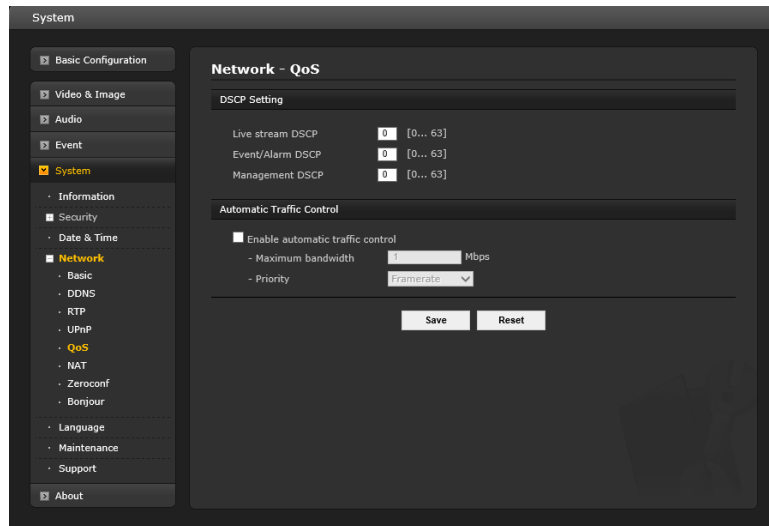 System
Basic Configuration
Video & Image
Audio
Event
System
· Information
Security
· Date & Time
Network
· Basic
· DDNS
· RTP
· UPnP
· QoS
· NAT
· Zeroconf
· Bonjour
· Language
· Maintenance
· Support
About
Network - QoS
DSCP Setting
Live stream DSCP 0 [0... 63]
Event/Alarm DSCP 0 [0... 63]
Management DSCP 0 [0... 63]
Automatic Traffic Control
Enable automatic traffic control
- Maximum bandwidth 1 Mbps
- Priority Framerate
Save Reset